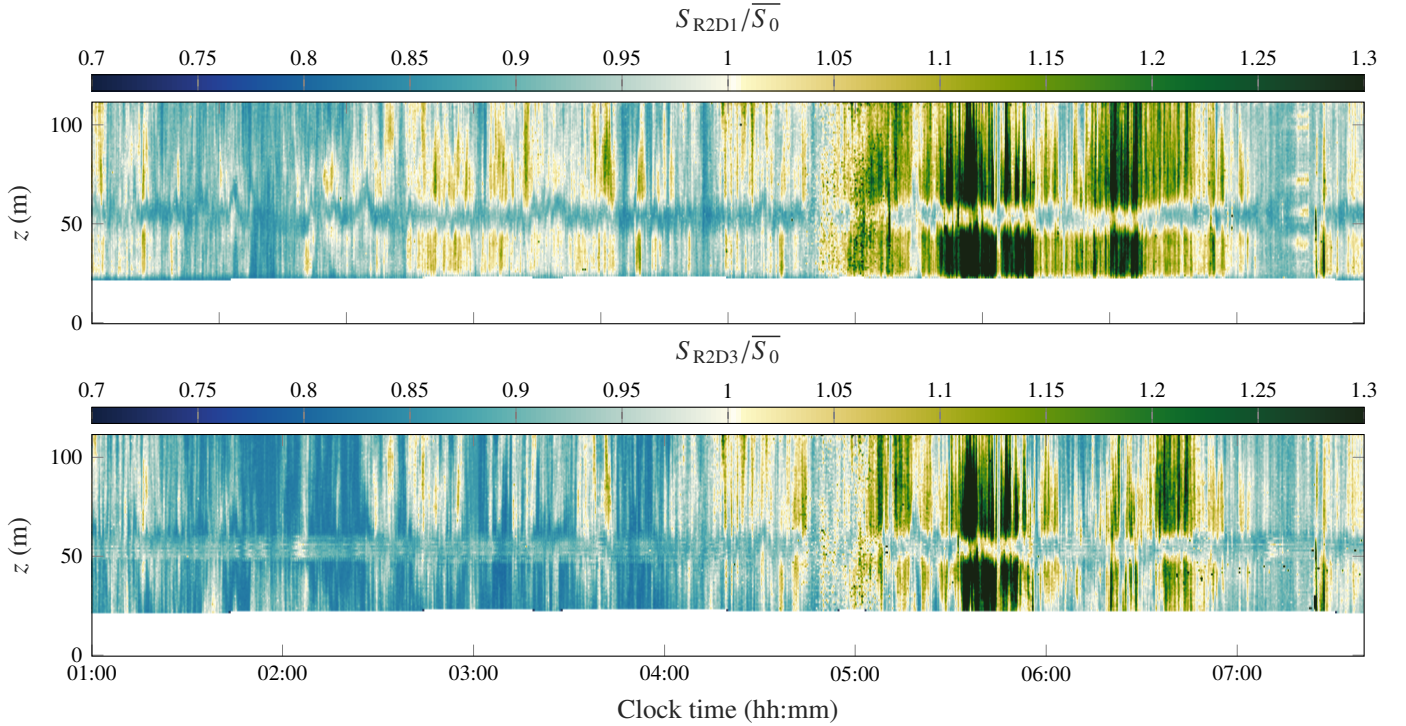 S_R2D1/S̅₀
0.7 0.75 0.8 0.85 0.9 0.95 1 1.05 1.1 1.15 1.2 1.25 1.3
100
50
0
z (m)
S_R2D3/S̅₀
0.7 0.75 0.8 0.85 0.9 0.95 1 1.05 1.1 1.15 1.2 1.25 1.3
100
50
0
z (m)
01:00 02:00 03:00 04:00 05:00 06:00 07:00
Clock time (hh:mm)